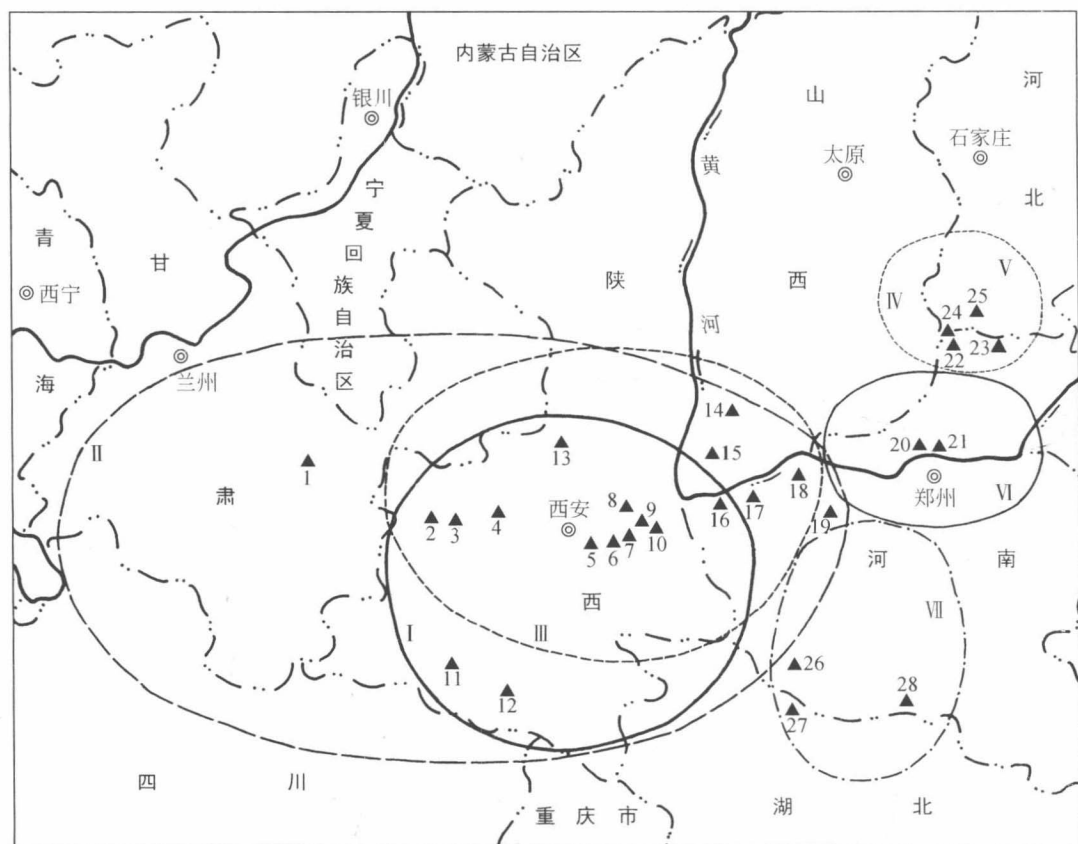 内蒙古自治区
银川
山
河
石家庄
太原
黄
宁夏回族自治区
北
青
甘
陕
西
西宁
Ⅳ
Ⅴ
25
24
22
23
河
海
兰州
14
15
20
21
郑州
Ⅵ
Ⅱ
1
肃
13
2
3
4
西安
8
9
5
6
7
10
16
17
18
19
河
南
西
Ⅶ
Ⅰ
Ⅲ
11
12
26
27
28
四
川
重庆市
湖
北